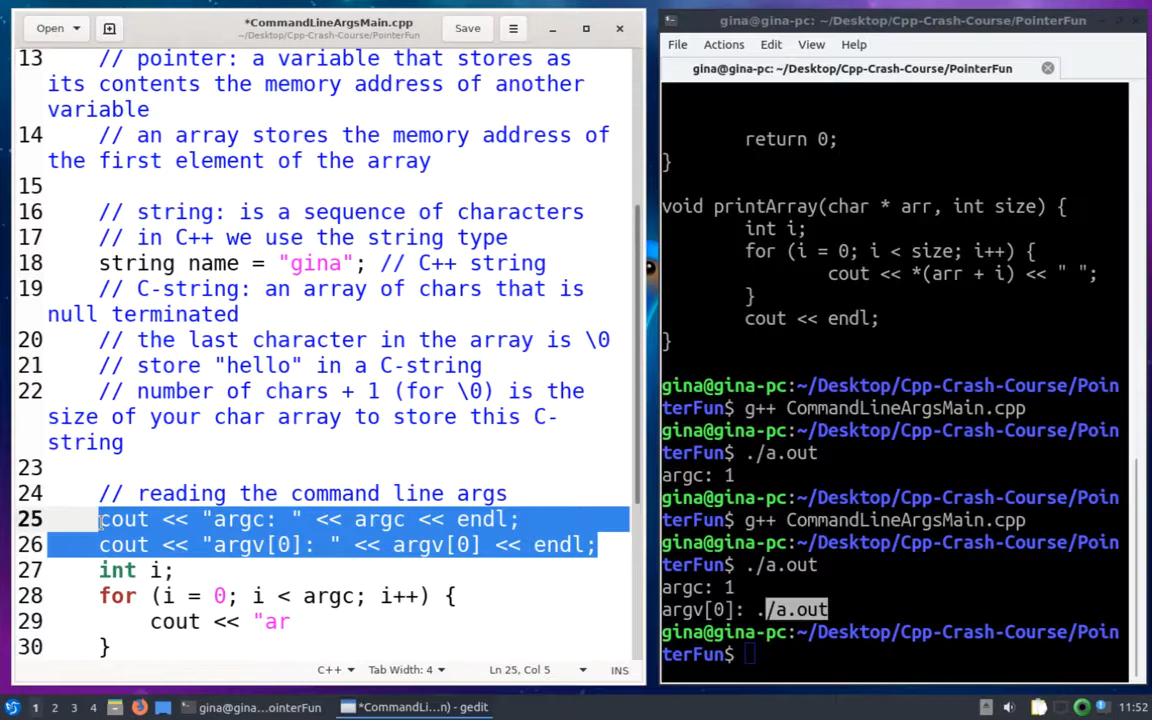 Open
*CommandLineArgsMain.cpp
~/Desktop/Cpp-Crash-Course/PointerFun
Save
13 // pointer: a variable that stores as
its contents the memory address of another
variable
14 // an array stores the memory address of
the first element of the array
15
16 // string: is a sequence of characters
17 // in C++ we use the string type
18 string name = "gina"; // C++ string
19 // C-string: an array of chars that is
null terminated
20 // the last character in the array is \0
21 // store "hello" in a C-string
22 // number of chars + 1 (for \0) is the
size of your char array to store this C-
string
23
24 // reading the command line args
25 cout << "argc: " << argc << endl;
26 cout << "argv[0]: " << argv[0] << endl;
27 int i;
28 for (i = 0; i < argc; i++) {
29 cout << "ar
30 }
C++ Tab Width: 4 Ln 25, Col 5 INS
gina@gina-pc: ~/Desktop/Cpp-Crash-Course/PointerFun
File Actions Edit View Help
gina@gina-pc: ~/Desktop/Cpp-Crash-Course/PointerFun
return 0;
}
void printArray(char * arr, int size) {
int i;
for (i = 0; i < size; i++) {
cout << *(arr + i) << " ";
}
cout << endl;
}
gina@gina-pc:~/Desktop/Cpp-Crash-Course/Poin
terFun$ g++ CommandLineArgsMain.cpp
gina@gina-pc:~/Desktop/Cpp-Crash-Course/Poin
terFun$ ./a.out
argc: 1
gina@gina-pc:~/Desktop/Cpp-Crash-Course/Poin
terFun$ g++ CommandLineArgsMain.cpp
gina@gina-pc:~/Desktop/Cpp-Crash-Course/Poin
terFun$ ./a.out
argc: 1
argv[0]: ./a.out
gina@gina-pc:~/Desktop/Cpp-Crash-Course/Poin
terFun$
1 2 3 4 gina@gina...ointerFun *CommandLi...n) - gedit 11:52